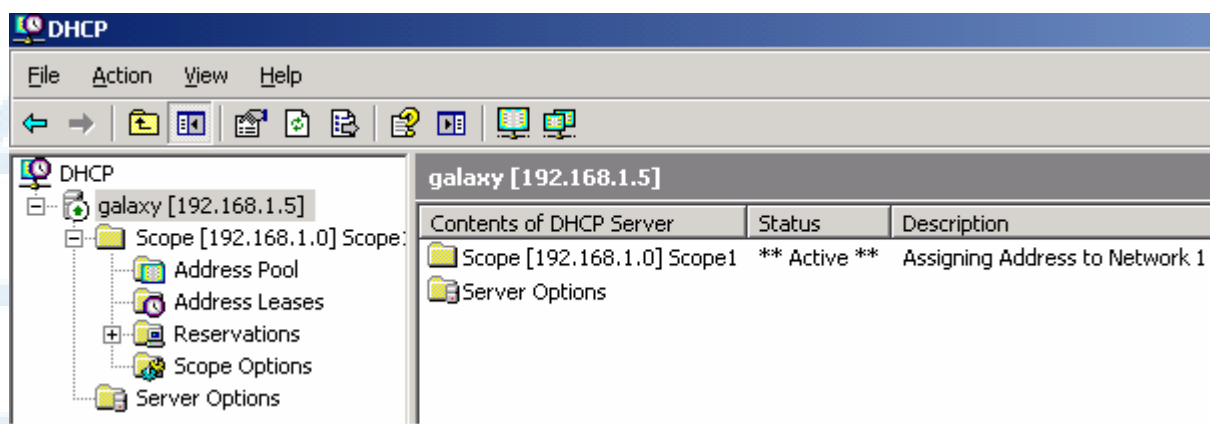 DHCP
File Action View Help
DHCP
galaxy [192.168.1.5]
Scope [192.168.1.0] Scope
Address Pool
Address Leases
Reservations
Scope Options
Server Options
galaxy [192.168.1.5]
Contents of DHCP Server Status Description
Scope [192.168.1.0] Scope1 ** Active ** Assigning Address to Network 1
Server Options